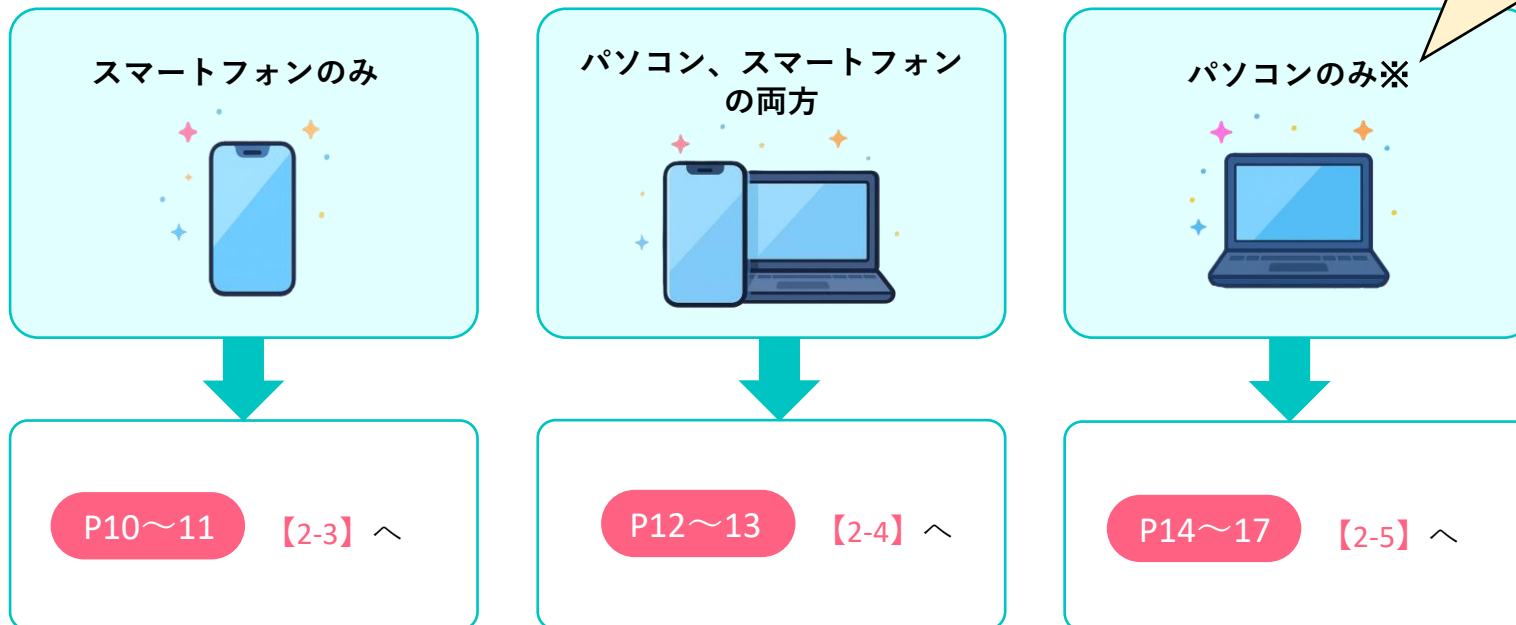 スマートフォンのみ
パソコン、スマートフォン
の両方
パソコンのみ※
P10～11 【2-3】へ
P12～13 【2-4】へ
P14～17 【2-5】へ